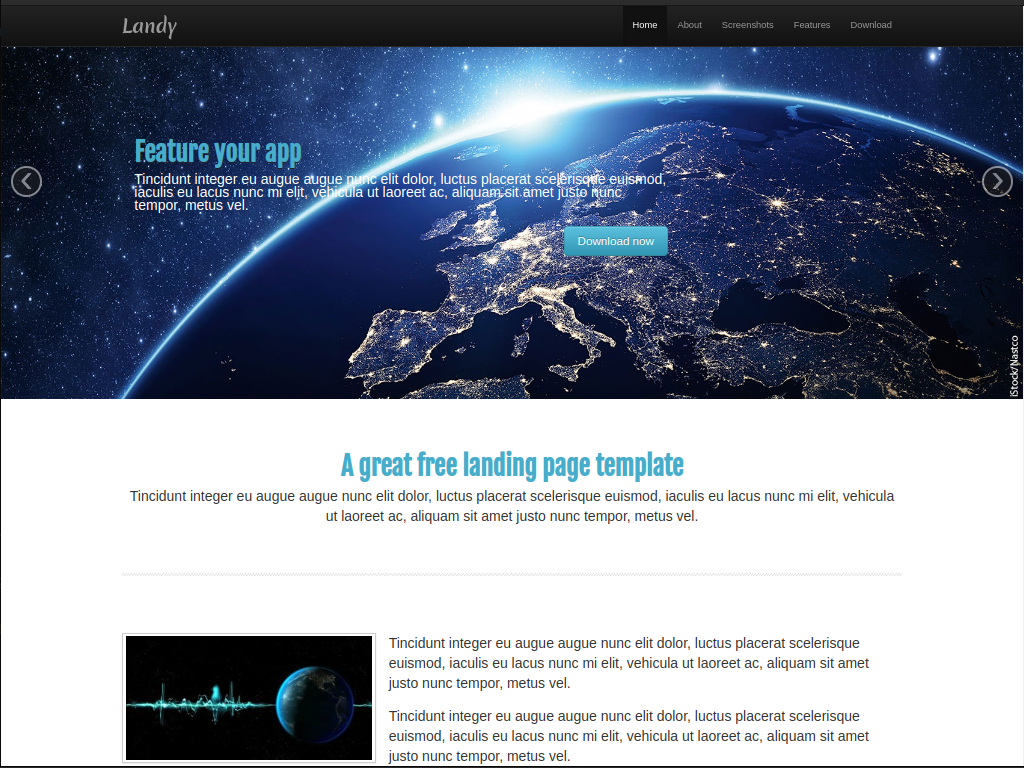 Landy
Home About Screenshots Features Download
Feature your app
Tincidunt integer eu augue augue nunc elit dolor, luctus placerat scelerisque euismod,
iaculis eu lacus nunc mi elit, vehicula ut laoreet ac, aliquam sit amet justo nunc
tempor, metus vel.
Download now
iStock/Nastco
A great free landing page template
Tincidunt integer eu augue augue nunc elit dolor, luctus placerat scelerisque euismod, iaculis eu lacus nunc mi elit, vehicula
ut laoreet ac, aliquam sit amet justo nunc tempor, metus vel.
Tincidunt integer eu augue augue nunc elit dolor, luctus placerat scelerisque
euismod, iaculis eu lacus nunc mi elit, vehicula ut laoreet ac, aliquam sit amet
justo nunc tempor, metus vel.
Tincidunt integer eu augue augue nunc elit dolor, luctus placerat scelerisque
euismod, iaculis eu lacus nunc mi elit, vehicula ut laoreet ac, aliquam sit amet
justo nunc tempor, metus vel.